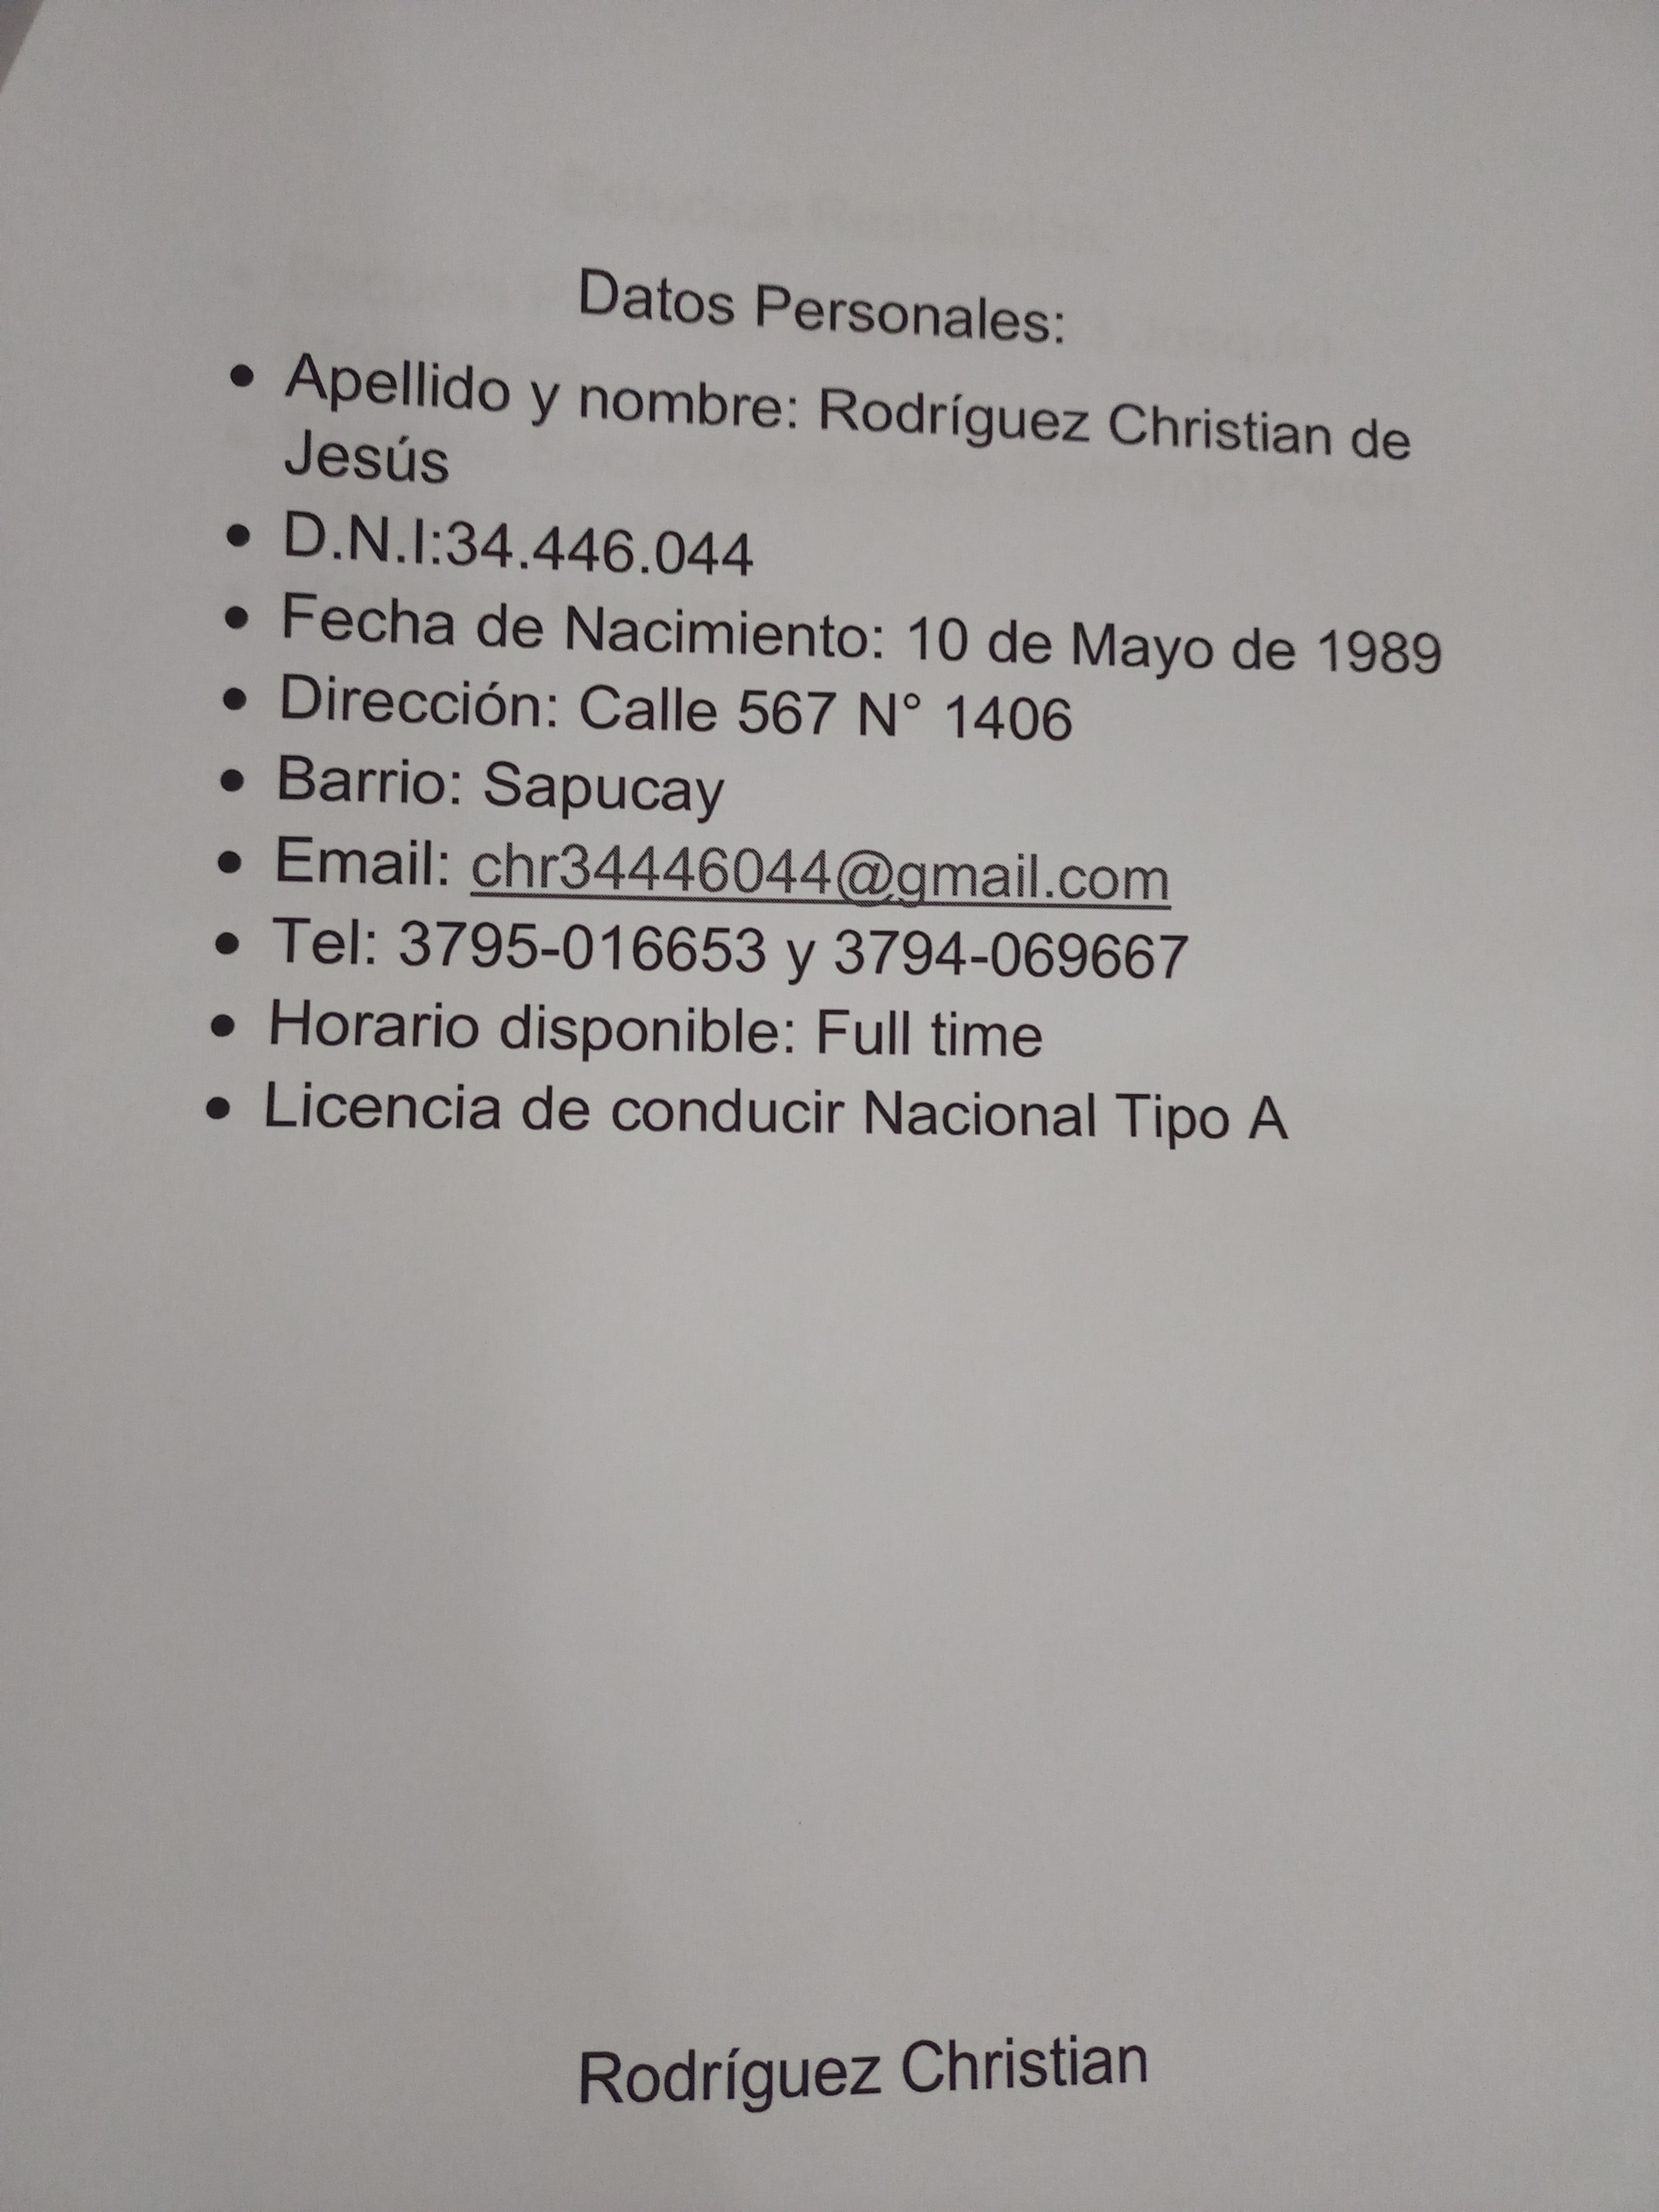 Datos Personales:
• Apellido y nombre: Rodríguez Christian de
Jesús
• D.N.I:34.446.044
• Fecha de Nacimiento: 10 de Mayo de 1989
• Dirección: Calle 567 N° 1406
• Barrio: Sapucay
• Email: chr34446044@gmail.com
• Tel: 3795-016653 y 3794-069667
• Horario disponible: Full time
• Licencia de conducir Nacional Tipo A
Rodríguez Christian